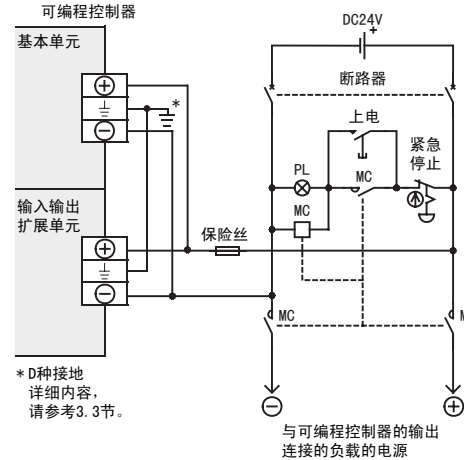 可编程控制器
DC24V
+
基本单元
断路器
*
上电
紧急
停止
PL
MC
MC
输入输出
扩展单元
保险丝
MC
M
*D种接地
详细内容，
请参考3.3节。
与可编程控制器的输出
连接的负载的电源